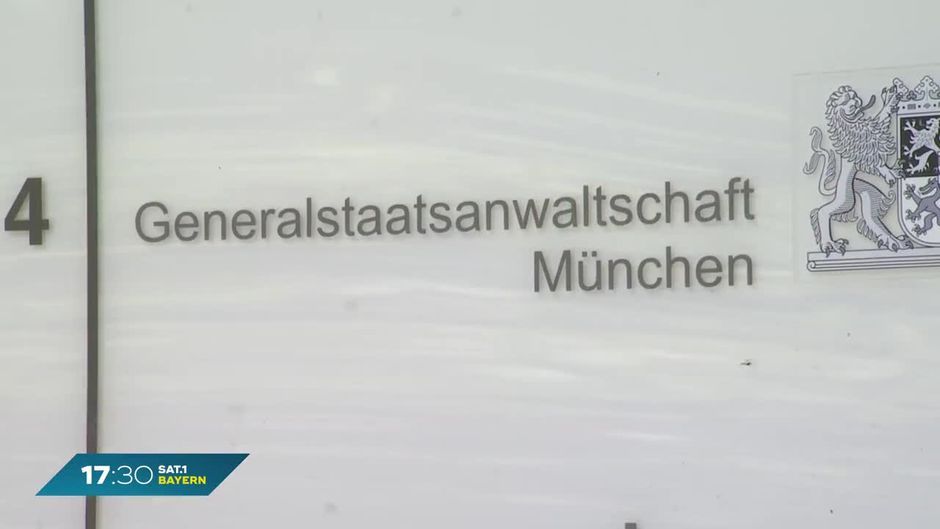 4
Generalstaatsanwaltschaft
München
17:30 SAT.1
BAYERN